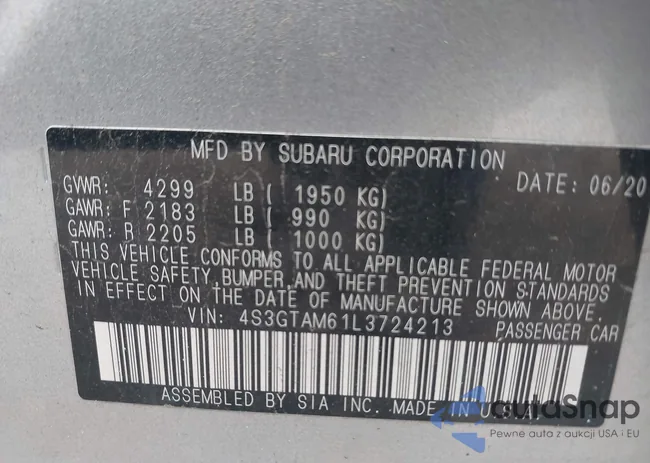 MFD BY SUBARU CORPORATION
DATE: 06/20
GVWR: 4299 LB ( 1950 KG)
GAWR: F 2183 LB ( 990 KG)
GAWR: R 2205 LB ( 1000 KG)
THIS VEHICLE CONFORMS TO ALL APPLICABLE FEDERAL MOTOR
VEHICLE SAFETY, BUMPER, AND THEFT PREVENTION STANDARDS
IN EFFECT ON THE DATE OF MANUFACTURE SHOWN ABOVE.
VIN: 4S3GTAM61L3724213 PASSENGER CAR
ASSEMBLED BY SIA INC. MADE IN U.S.A.
autaSnap
Pewne auta z aukcji USA i EU